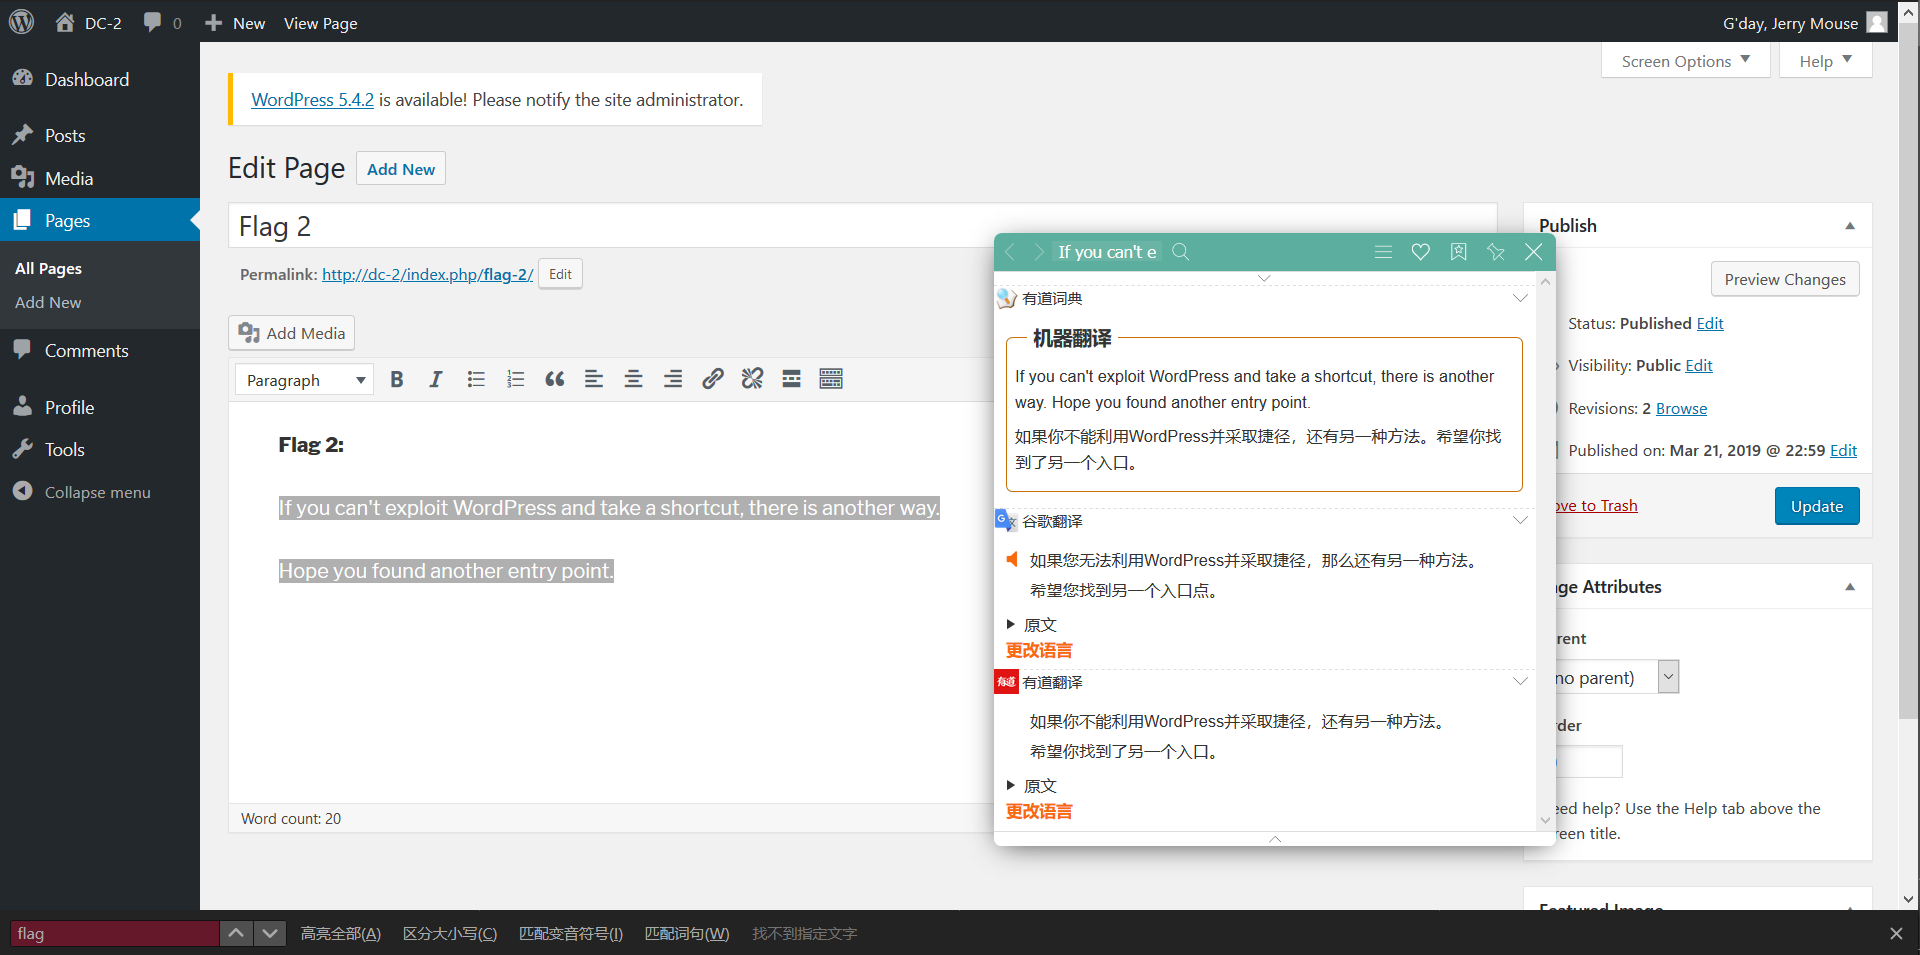 DC-2 0 New View Page G'day, Jerry Mouse
Screen Options Help
Dashboard
Posts
Media
Pages
All Pages
Add New
Comments
Profile
Tools
Collapse menu
WordPress 5.4.2 is available! Please notify the site administrator.
Edit Page Add New
Flag 2
Permalink: http://dc-2/index.php/flag-2/ Edit
Add Media
Paragraph
Flag 2:
If you can't exploit WordPress and take a shortcut, there is another way.
Hope you found another entry point.
Word count: 20
If you can't e
有道词典
机器翻译
If you can't exploit WordPress and take a shortcut, there is another
way. Hope you found another entry point.
如果你不能利用WordPress并采取捷径，还有另一种方法。希望你找
到了另一个入口。
谷歌翻译
如果您无法利用WordPress并采取捷径，那么还有另一种方法。
希望您找到另一个入口点。
原文
更改语言
有道 有道翻译
如果你不能利用WordPress并采取捷径，还有另一种方法。
希望你找到了另一个入口。
原文
更改语言
Publish
Preview Changes
Status: Published Edit
Visibility: Public Edit
Revisions: 2 Browse
Published on: Mar 21, 2019 @ 22:59 Edit
ove to Trash Update
ge Attributes
rent
no parent)
der
eed help? Use the Help tab above the
reen title.
Featured Image
flag 高亮全部(A) 区分大小写(C) 匹配变音符号(I) 匹配词句(W) 找不到指定文字